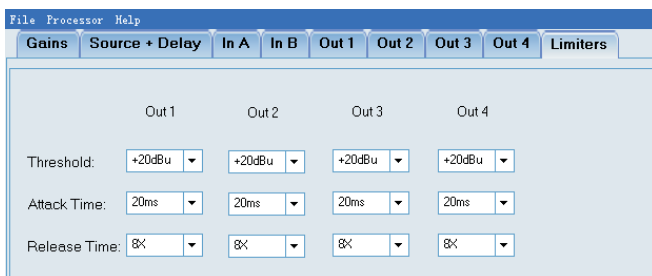 File Processor Help
Gains Source + Delay In A In B Out 1 Out 2 Out 3 Out 4 Limiters
Out 1 Out 2 Out 3 Out 4
Threshold: +20dBu +20dBu +20dBu +20dBu
Attack Time: 20ms 20ms 20ms 20ms
Release Time: 8X 8X 8X 8X